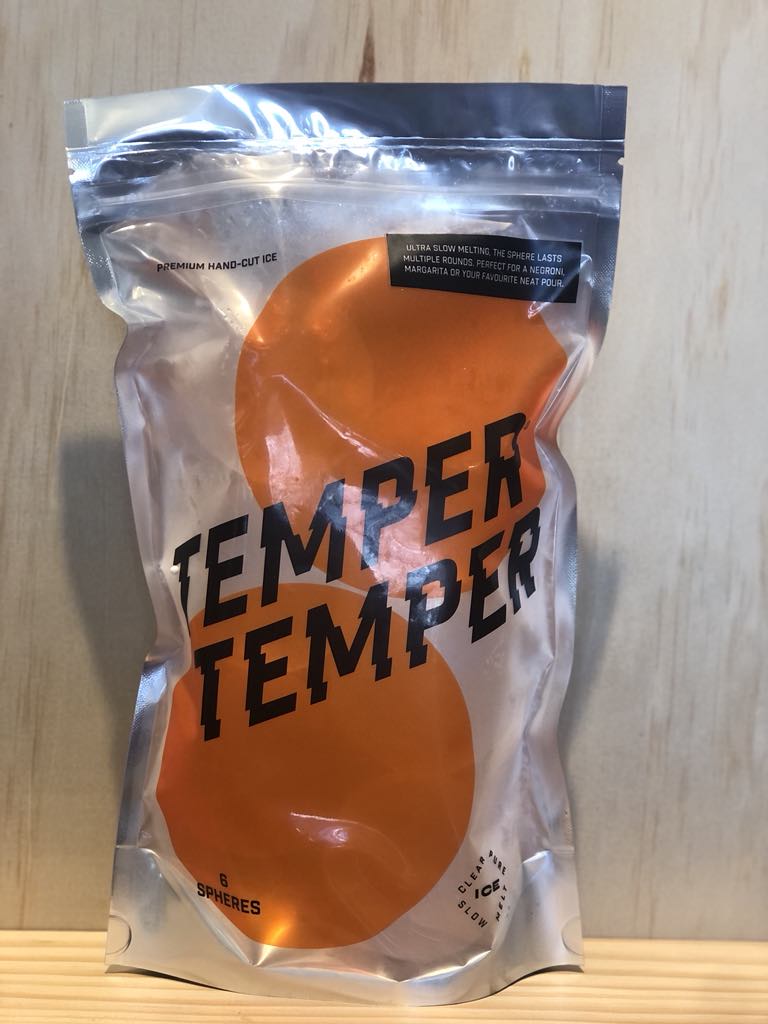 PREMIUM HAND-CUT ICE
ULTRA SLOW MELTING, THE SPHERE LASTS
MULTIPLE ROUNDS. PERFECT FOR A NEGRONI,
MARGARITA OR YOUR FAVOURITE NEAT POUR.
TEMPER
TEMPER
6
SPHERES
CLEAR PURE
ICE
SLOW MELT